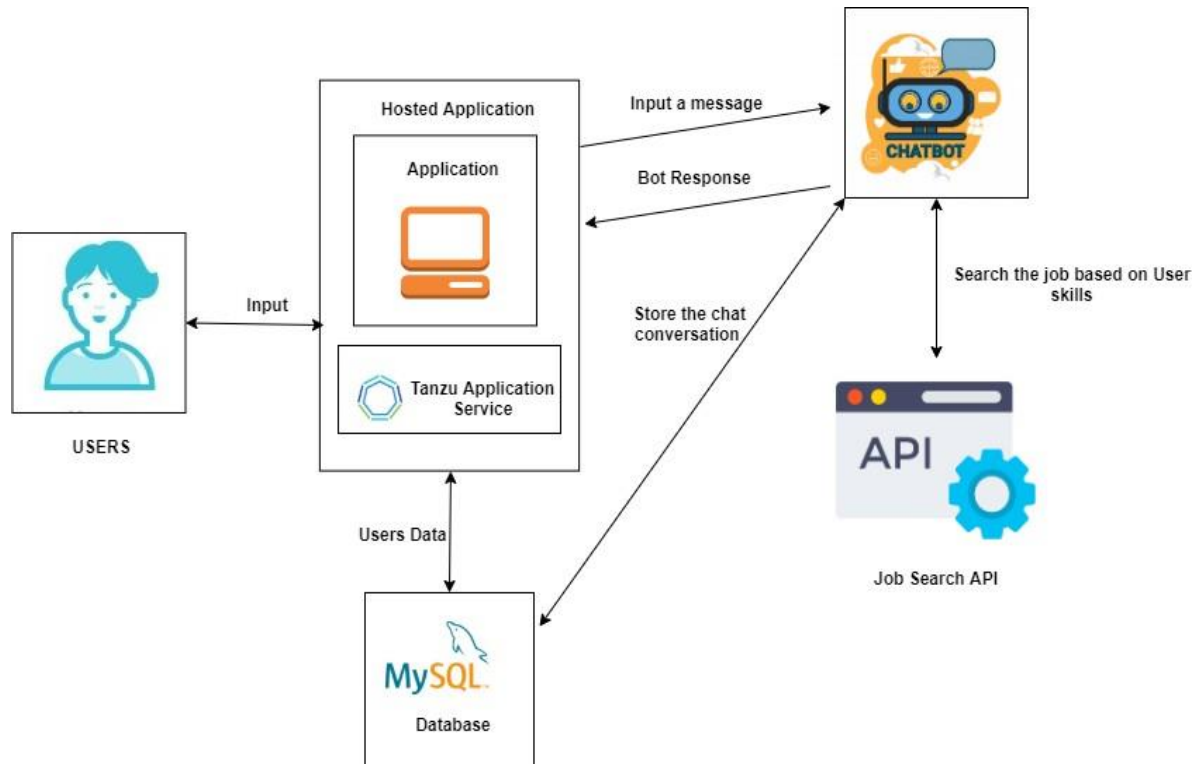 Hosted Application
Application
Tanzu Application
Service
Input a message
Bot Response
CHATBOT
Input
USERS
Store the chat
conversation
Search the job based on User
skills
API
Job Search API
Users Data
MySQL
Database